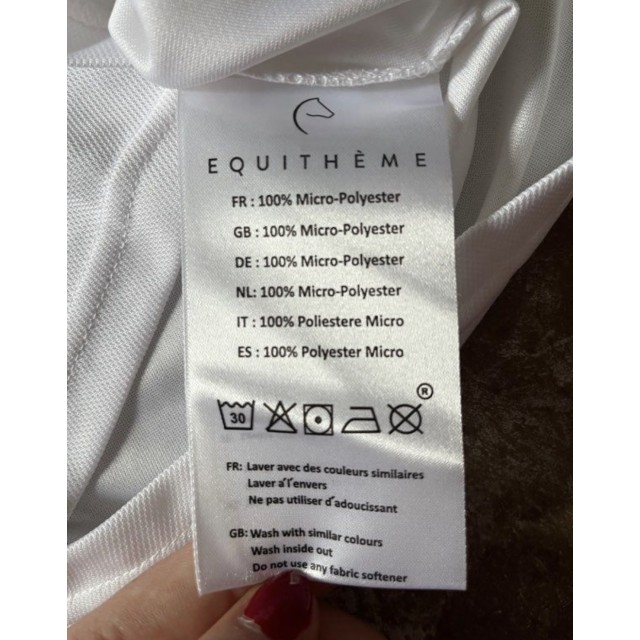 EQUITHÈME
FR : 100% Micro-Polyester
GB : 100% Micro-Polyester
DE : 100% Micro-Polyester
NL: 100% Micro-Polyester
IT : 100% Poliestere Micro
ES : 100% Polyester Micro
®
30
FR: Laver avec des couleurs similaires
Laver a'l'envers
Ne pas utiliser d'adoucissant
GB: Wash with similar colours
Wash inside out
Do not use any fabric softener